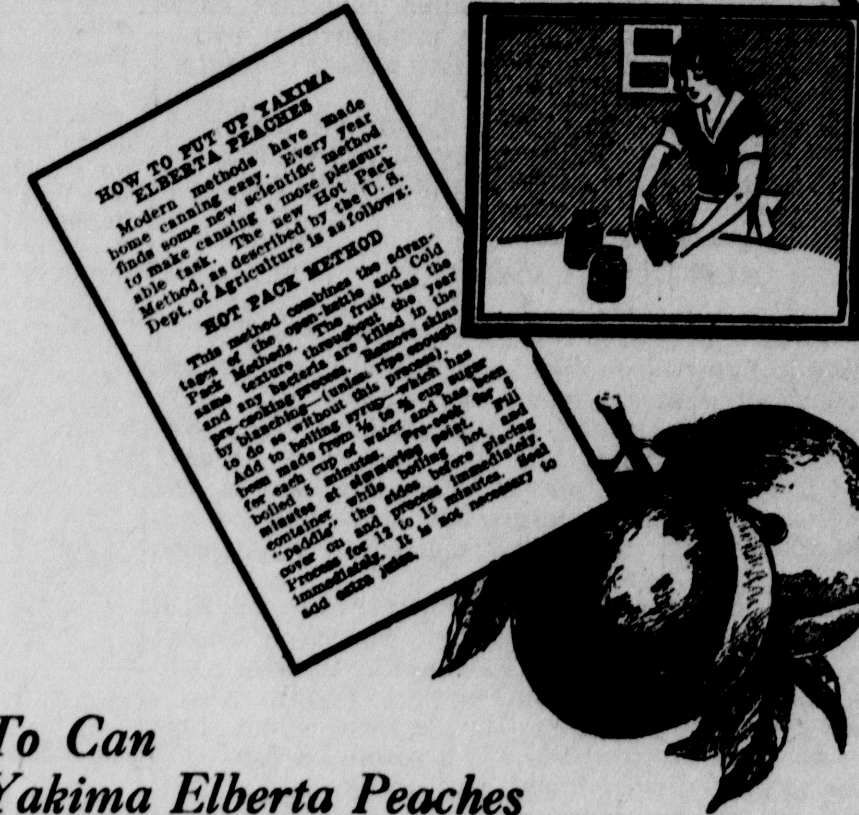 HOW TO PUT UP YAKIMA
ELBERTA PEACHES
Modern methods have made
home canning easy. Every year
finds some new scientific method
to make canning a more pleasur-
able task. The new Hot Pack
Method, as described by the U. S.
Dept. of Agriculture is as follows:
HOT PACK METHOD
This method combines the advan-
tages of the open-kettle and Cold
Pack Methods. The fruit has the
same texture throughout the year
and any bacteria are killed in the
pre-cooking process. Remove skins
by blanching—(unless ripe enough
to do so without this process).
Add to boiling syrup—which has
been made from ½ to ¾ cup sugar
for each cup of water and has been
boiled 5 minutes. Pre-cook for 5
minutes at simmering point. Fill
container while boiling hot and
"paddle" the sides before placing
cover on and process immediately.
Process for 12 to 15 minutes. Seal
immediately. It is not necessary to
add extra juice.
To Can
Yakima Elberta Peaches